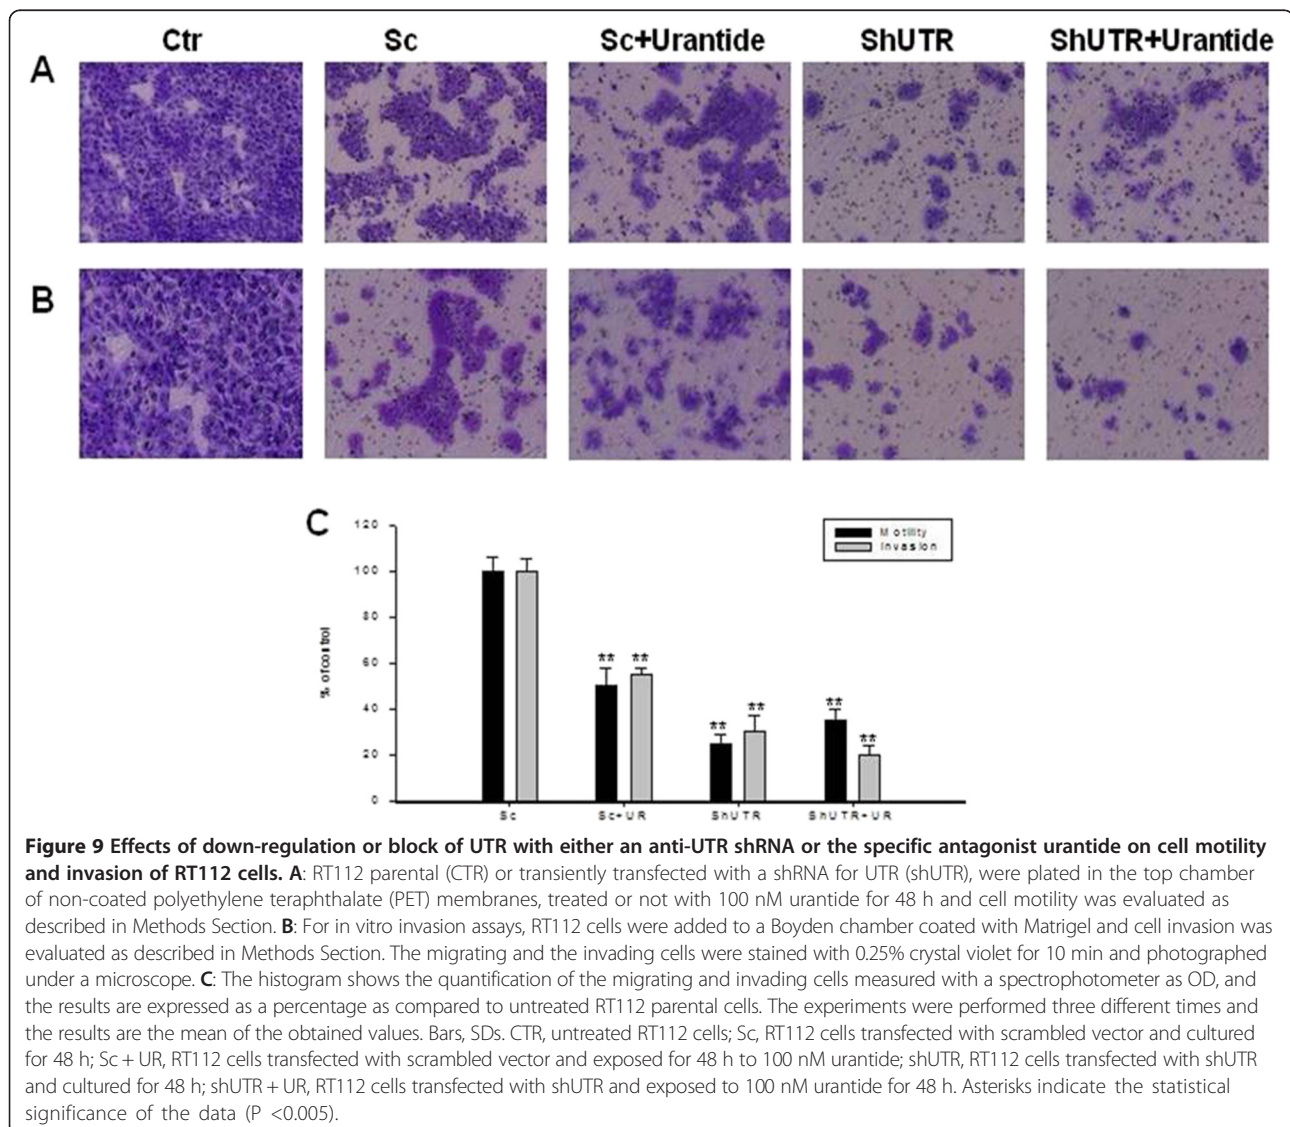 Ctr Sc Sc+Urantide ShUTR ShUTR+Urantide
A
B
C
120
100
80
60
40
20
0
% of control
Motility
Invasion
** **
** **
** **
Sc Sc+UR ShUTR ShUTR+UR
Figure 9 Effects of down-regulation or block of UTR with either an anti-UTR shRNA or the specific antagonist urantide on cell motility
and invasion of RT112 cells. A: RT112 parental (CTR) or transiently transfected with a shRNA for UTR (shUTR), were plated in the top chamber
of non-coated polyethylene teraphthalate (PET) membranes, treated or not with 100 nM urantide for 48 h and cell motility was evaluated as
described in Methods Section. B: For in vitro invasion assays, RT112 cells were added to a Boyden chamber coated with Matrigel and cell invasion was
evaluated as described in Methods Section. The migrating and the invading cells were stained with 0.25% crystal violet for 10 min and photographed
under a microscope. C: The histogram shows the quantification of the migrating and invading cells measured with a spectrophotometer as OD, and
the results are expressed as a percentage as compared to untreated RT112 parental cells. The experiments were performed three different times and
the results are the mean of the obtained values. Bars, SDs. CTR, untreated RT112 cells; Sc, RT112 cells transfected with scrambled vector and cultured
for 48 h; Sc + UR, RT112 cells transfected with scrambled vector and exposed for 48 h to 100 nM urantide; shUTR, RT112 cells transfected with shUTR
and cultured for 48 h; shUTR + UR, RT112 cells transfected with shUTR and exposed to 100 nM urantide for 48 h. Asterisks indicate the statistical
significance of the data (P <0.005).